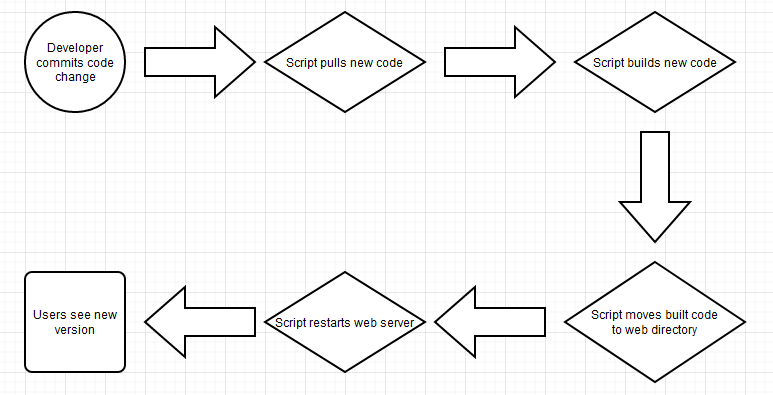 Developer
commits code
change
Script pulls new code
Script builds new code
Script moves built code
to web directory
Script restarts web server
Users see new
version